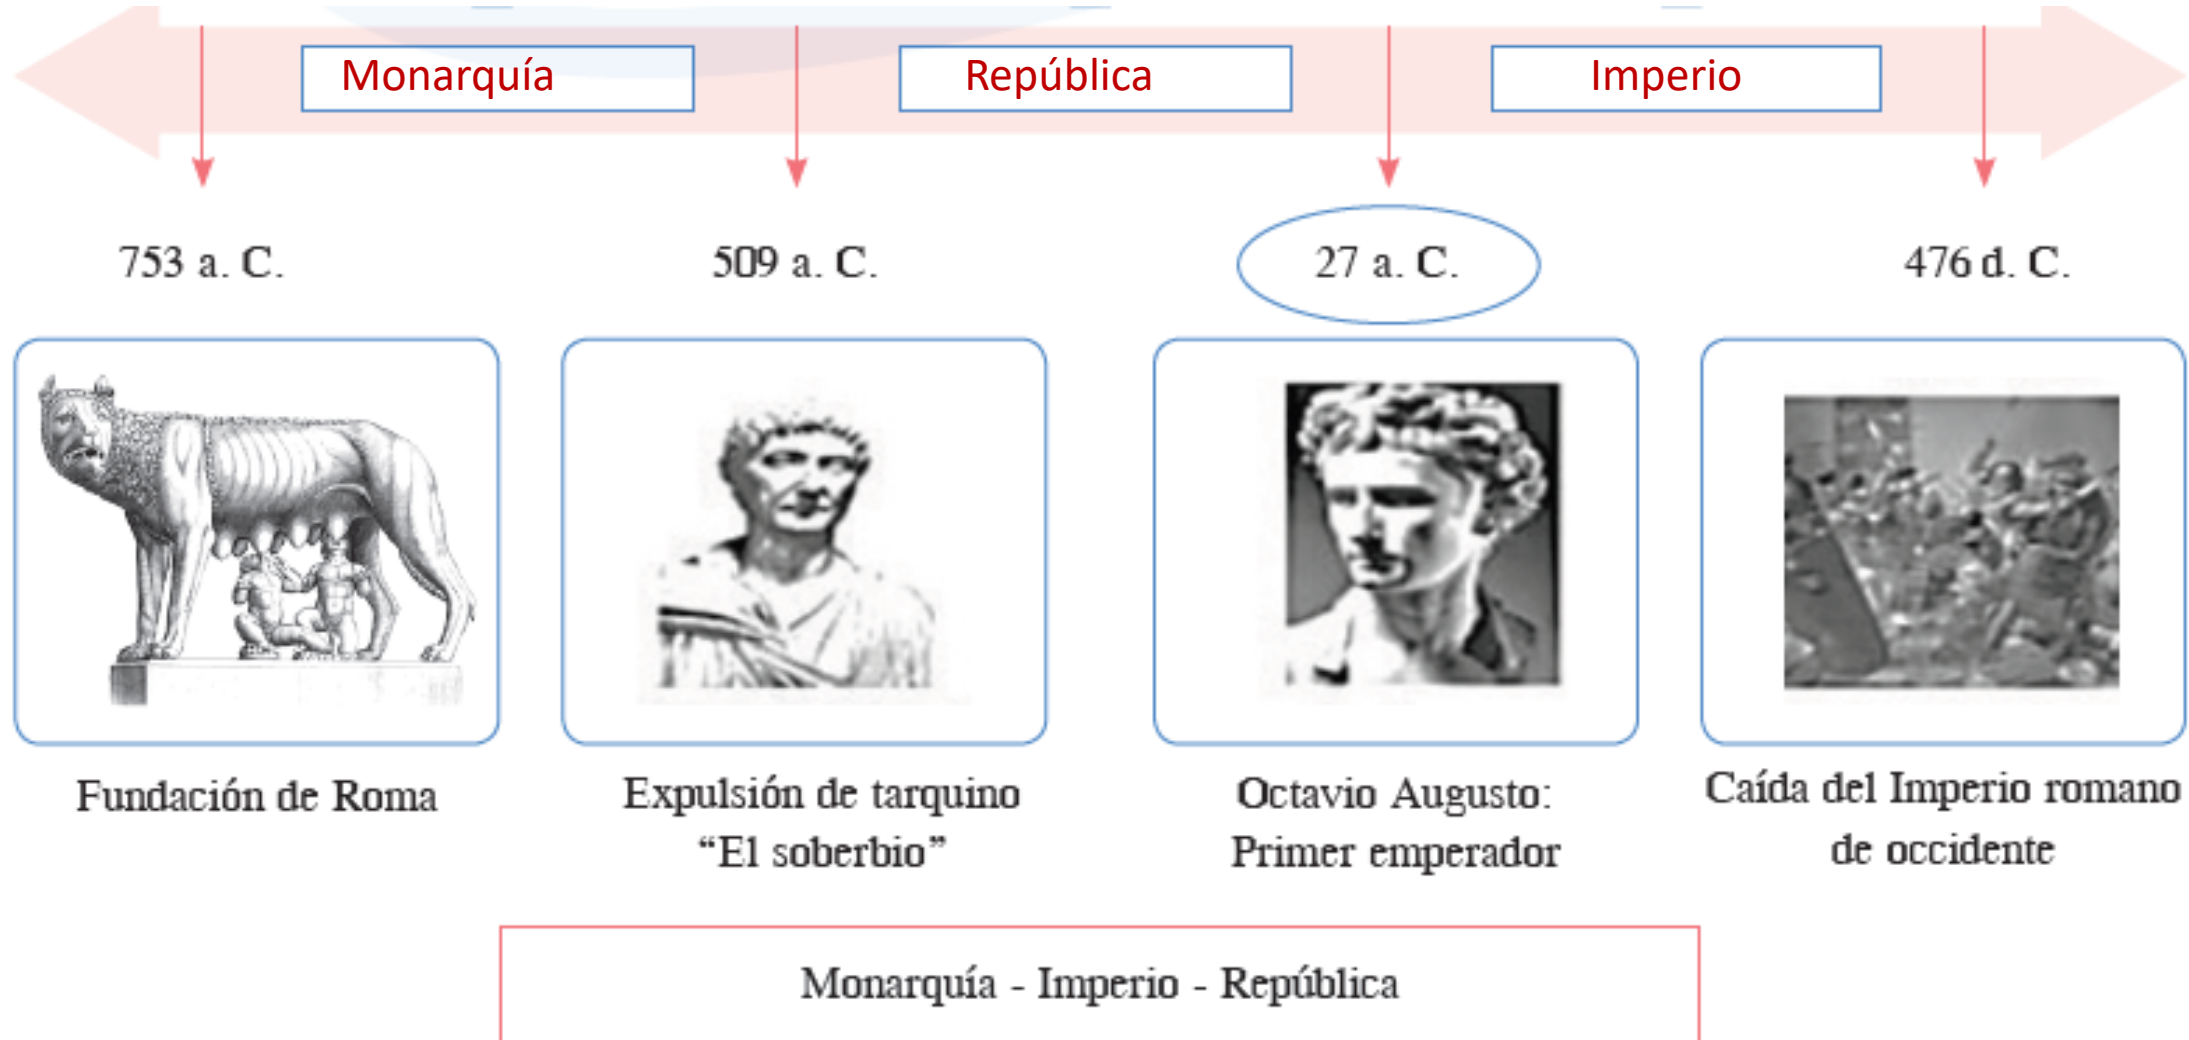 Monarquía
República
Imperio
753 a. C.
509 a. C.
27 a. C.
476 d. C.
Fundación de Roma
Expulsión de tarquino
“El soberbio”
Octavio Augusto:
Primer emperador
Caída del Imperio romano
de occidente
Monarquía - Imperio - República